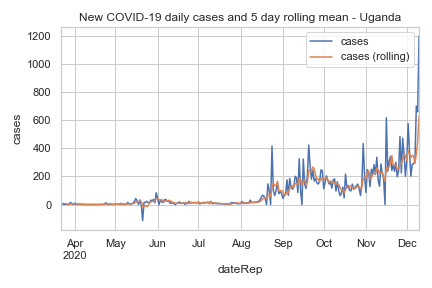 New COVID-19 daily cases and 5 day rolling mean - Uganda
cases
cases (rolling)
1200
1000
800
600
400
200
0
cases
Apr May Jun Jul Aug Sep Oct Nov Dec
2020
dateRep